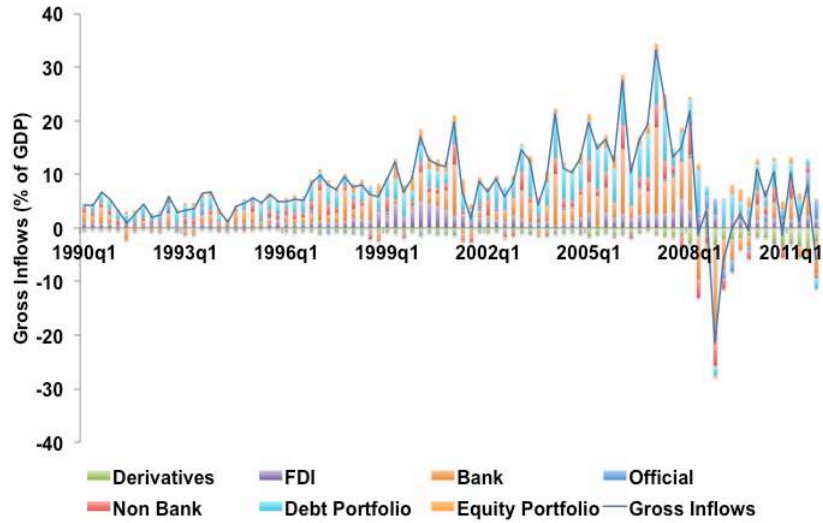 40
30
20
10
0
-10
-20
-30
-40
Gross Inflows (% of GDP)
1990q1 1993q1 1996q1 1999q1 2002q1 2005q1 2008q1 2011q1
Derivatives FDI Bank Official
Non Bank Debt Portfolio Equity Portfolio Gross Inflows